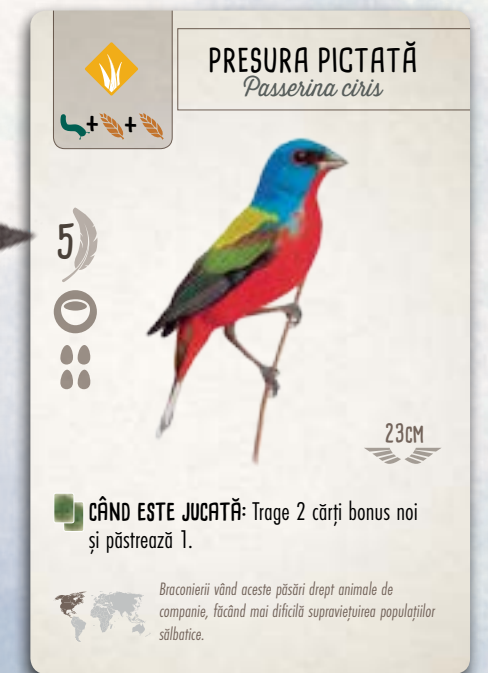 PRESURA PICTATĂ
Passerina ciris
+ +
5
23CM
CÂND ESTE JUCATĂ: Trage 2 cărți bonus noi
și păstrează 1.
Braconierii vând aceste păsări drept animale de
companie, făcând mai dificilă supraviețuirea populațiilor
sălbatice.